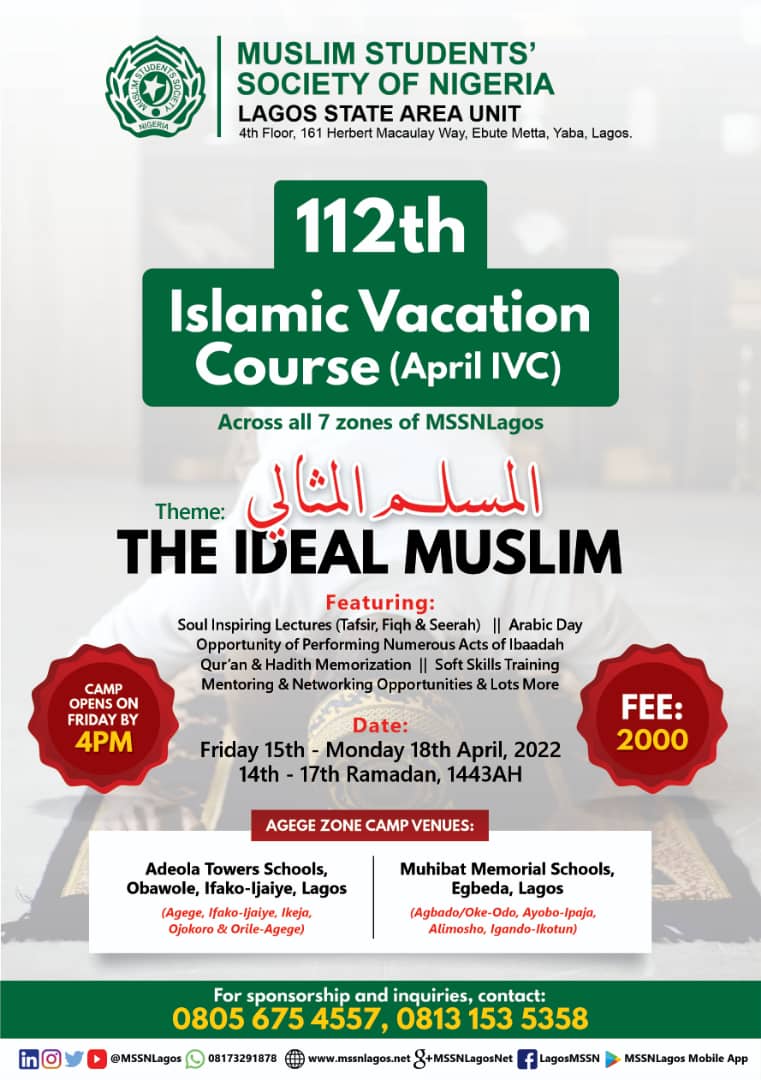 MUSLIM STUDENTS SOCIETY
NIGERIA
MUSLIM STUDENTS'
SOCIETY OF NIGERIA
LAGOS STATE AREA UNIT
4th Floor, 161 Herbert Macaulay Way, Ebute Metta, Yaba, Lagos.
112th
Islamic Vacation
Course (April IVC)
Across all 7 zones of MSSNLagos
Theme: المسلم المثالي
THE IDEAL MUSLIM
Featuring:
Soul Inspiring Lectures (Tafsir, Fiqh & Seerah) || Arabic Day
Opportunity of Performing Numerous Acts of Ibaadah
Qur'an & Hadith Memorization || Soft Skills Training
Mentoring & Networking Opportunities & Lots More
CAMP
OPENS ON
FRIDAY BY
4PM
Date:
Friday 15th - Monday 18th April, 2022
14th - 17th Ramadan, 1443AH
FEE:
2000
AGEGE ZONE CAMP VENUES:
Adeola Towers Schools,
Obawole, Ifako-Ijaiye, Lagos
(Agege, Ifako-Ijaiye, Ikeja,
Ojokoro & Orile-Agege)
Muhibat Memorial Schools,
Egbeda, Lagos
(Agbado/Oke-Odo, Ayobo-Ipaja,
Alimosho, Igando-Ikotun)
For sponsorship and inquiries, contact:
0805 675 4557, 0813 153 5358
@MSSNLagos 08173291878 www.mssnlagos.net g+MSSNLagosNet LagosMSSN MSSNLagos Mobile App